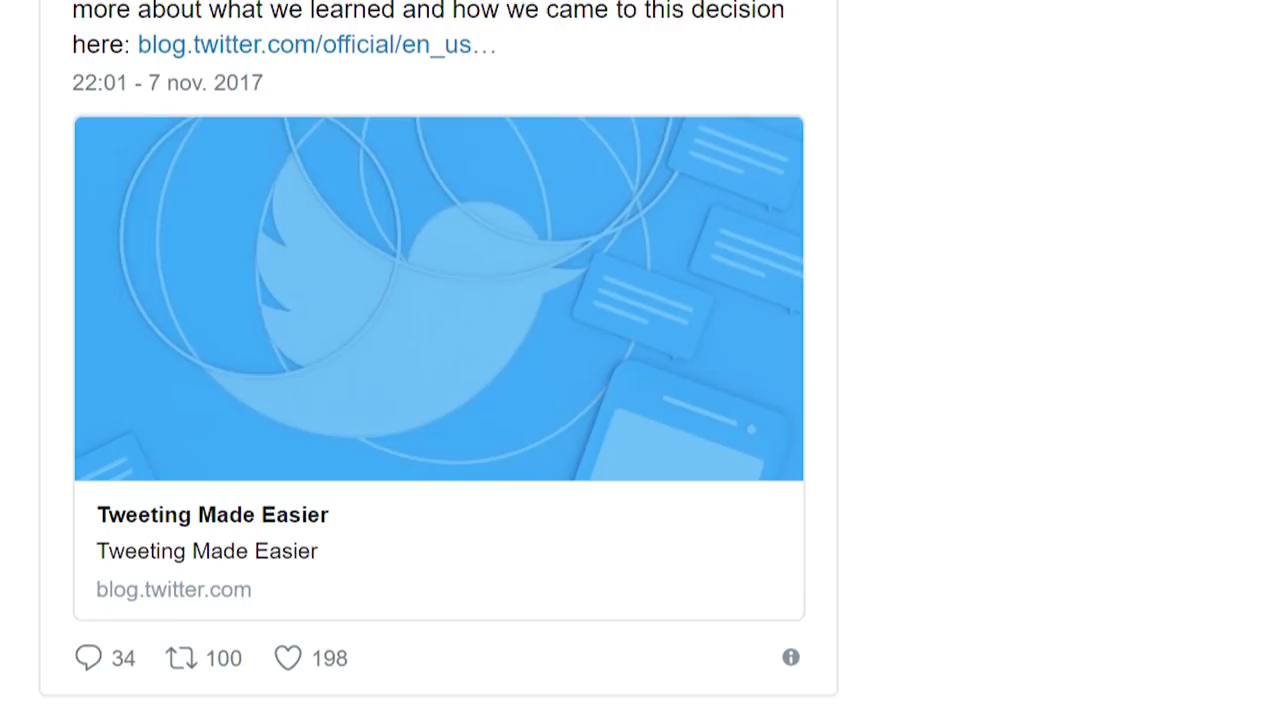 more about what we learned and how we came to this decision
here: blog.twitter.com/official/en_us…
22:01 - 7 nov. 2017
Tweeting Made Easier
Tweeting Made Easier
blog.twitter.com
34 100 198